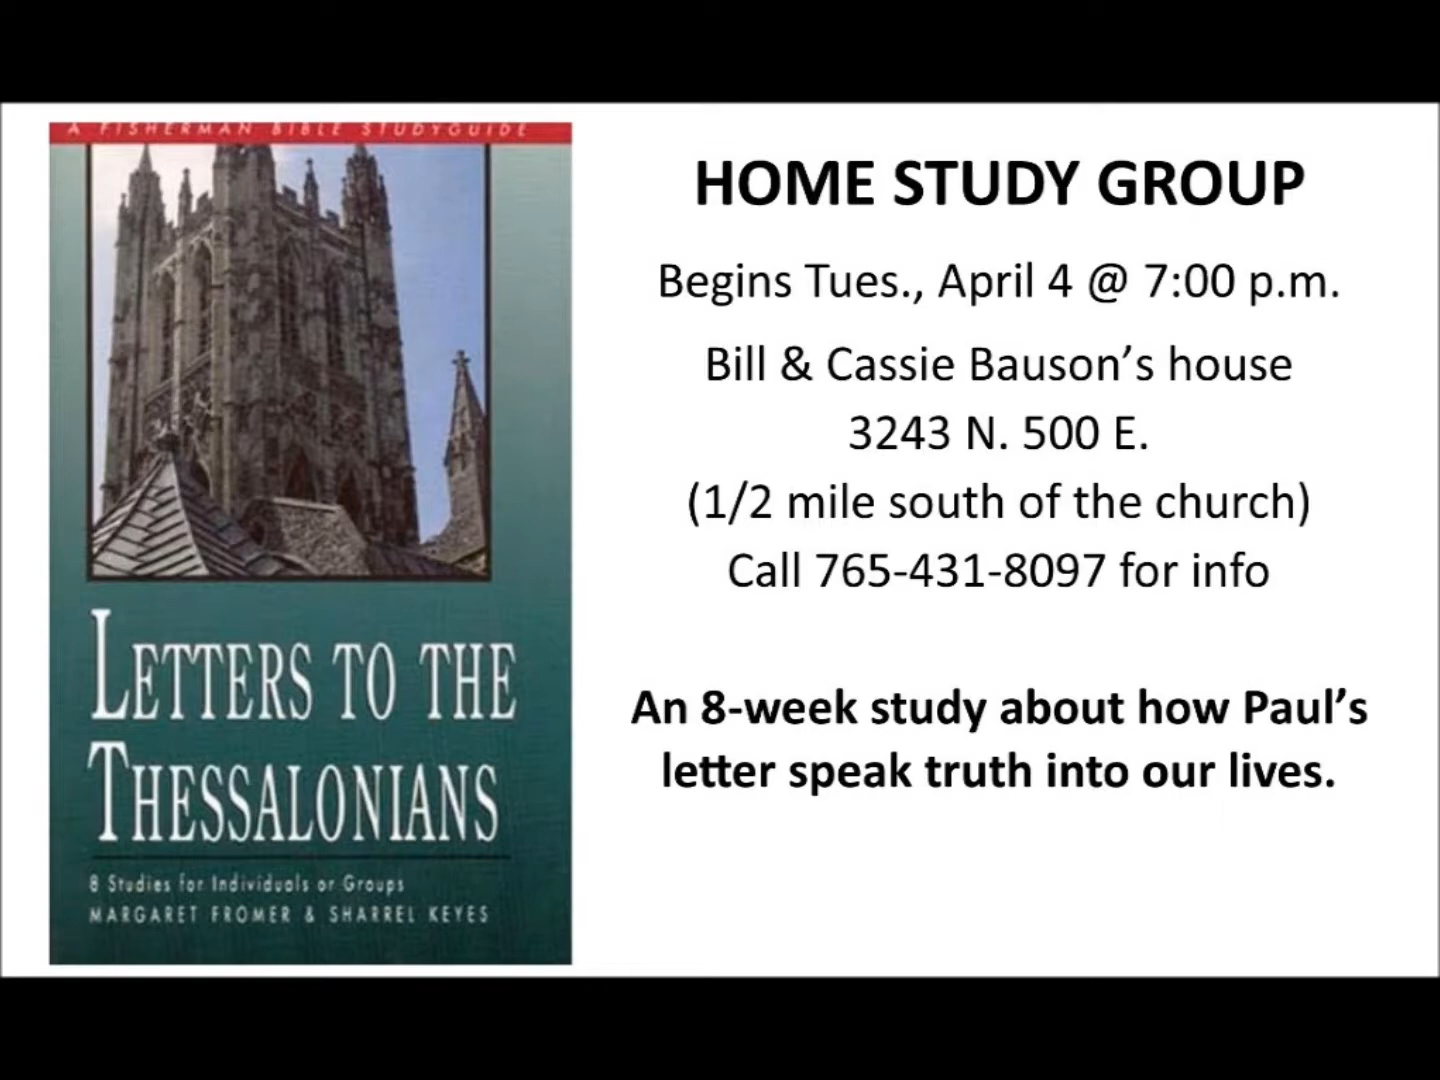 A FISHERMAN BIBLE STUDYGUIDE
LETTERS TO THE
THESSALONIANS
8 Studies for Individuals or Groups
MARGARET FROMER & SHARREL KEYES
HOME STUDY GROUP
Begins Tues., April 4 @ 7:00 p.m.
Bill & Cassie Bauson’s house
3243 N. 500 E.
(1/2 mile south of the church)
Call 765-431-8097 for info
An 8-week study about how Paul’s
letter speak truth into our lives.